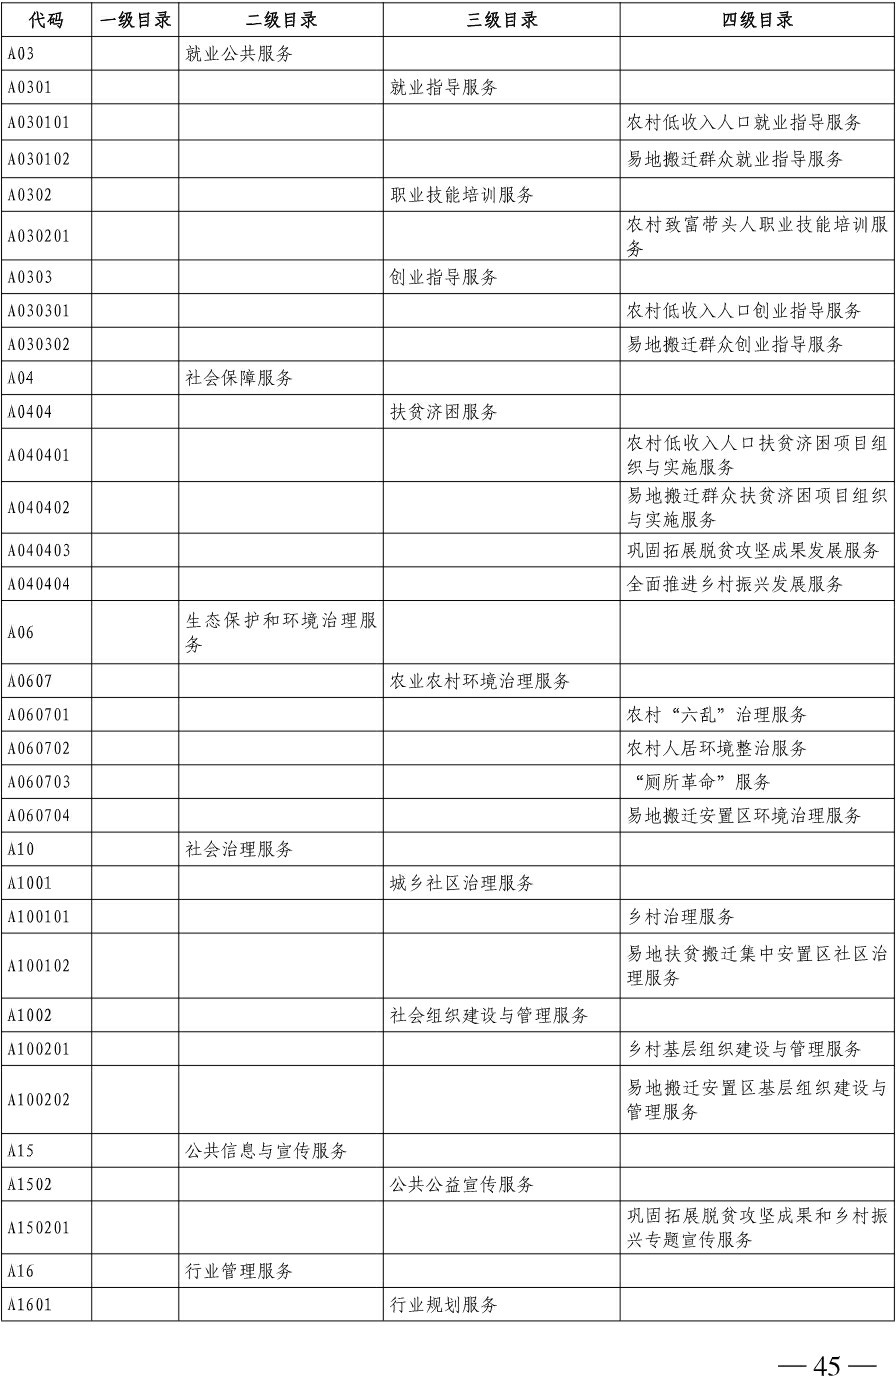 代码 一级目录 二级目录 三级目录 四级目录
A03 就业公共服务
A0301 就业指导服务
A030101 农村低收入人口就业指导服务
A030102 易地搬迁群众就业指导服务
A0302 职业技能培训服务
A030201 农村致富带头人职业技能培训服
务
A0303 创业指导服务
A030301 农村低收入人口创业指导服务
A030302 易地搬迁群众创业指导服务
A04 社会保障服务
A0404 扶贫济困服务
A040401 农村低收入人口扶贫济困项目组
织与实施服务
A040402 易地搬迁群众扶贫济困项目组织
与实施服务
A040403 巩固拓展脱贫攻坚成果发展服务
A040404 全面推进乡村振兴发展服务
A06 生态保护和环境治理服
务
A0607 农业农村环境治理服务
A060701 农村“六乱”治理服务
A060702 农村人居环境整治服务
A060703 “厕所革命”服务
A060704 易地搬迁安置区环境治理服务
A10 社会治理服务
A1001 城乡社区治理服务
A100101 乡村治理服务
A100102 易地扶贫搬迁集中安置区社区治
理服务
A1002 社会组织建设与管理服务
A100201 乡村基层组织建设与管理服务
A100202 易地搬迁安置区基层组织建设与
管理服务
A15 公共信息与宣传服务
A1502 公共公益宣传服务
A150201 巩固拓展脱贫攻坚成果和乡村振
兴专题宣传服务
A16 行业管理服务
A1601 行业规划服务
— 45 —